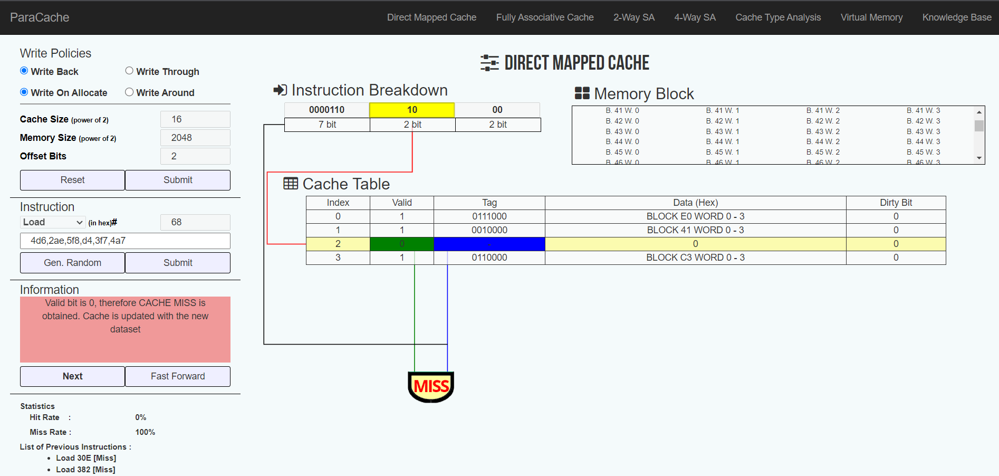 ParaCache
Direct Mapped Cache Fully Associative Cache 2-Way SA 4-Way SA Cache Type Analysis Virtual Memory Knowledge Base
Write Policies
Write Back Write Through
Write On Allocate Write Around
Cache Size (power of 2) 16
Memory Size (power of 2) 2048
Offset Bits 2
Reset Submit
Instruction
Load (in hex)# 68
4d6,2ae,5f8,d4,3f7,4a7
Gen. Random Submit
Information
Valid bit is 0, therefore CACHE MISS is
obtained. Cache is updated with the new
dataset
Next Fast Forward
Statistics
Hit Rate : 0%
Miss Rate : 100%
List of Previous Instructions :
• Load 30E [Miss]
• Load 382 [Miss]
DIRECT MAPPED CACHE
Instruction Breakdown
0000110 10 00
7 bit 2 bit 2 bit
Memory Block
B. 41 W. 0 B. 41 W. 1 B. 41 W. 2 B. 41 W. 3
B. 42 W. 0 B. 42 W. 1 B. 42 W. 2 B. 42 W. 3
B. 43 W. 0 B. 43 W. 1 B. 43 W. 2 B. 43 W. 3
B. 44 W. 0 B. 44 W. 1 B. 44 W. 2 B. 44 W. 3
B. 45 W. 0 B. 45 W. 1 B. 45 W. 2 B. 45 W. 3
B. 46 W. 0 B. 46 W. 1 B. 46 W. 2 B. 46 W. 3
Cache Table
Index Valid Tag Data (Hex) Dirty Bit
0 1 0111000 BLOCK E0 WORD 0 - 3 0
1 1 0010000 BLOCK 41 WORD 0 - 3 0
2 0 - 0 0
3 1 0110000 BLOCK C3 WORD 0 - 3 0
MISS